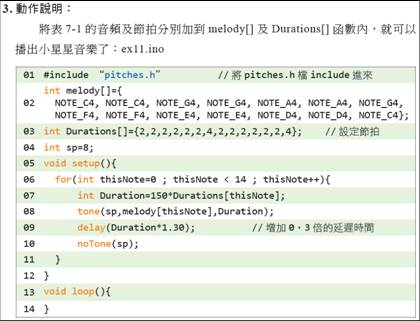 3. 動作說明：
將表 7-1 的音頻及節拍分別加到 melody[] 及 Durations[] 函數內，就可以
播出小星星音樂了：ex11.ino
01 #include “pitches.h” // 將 pitches.h 檔 include 進來
int melody[]={
02 NOTE_C4, NOTE_C4, NOTE_G4, NOTE_G4, NOTE_A4, NOTE_A4, NOTE_G4,
NOTE_F4, NOTE_F4, NOTE_E4, NOTE_E4, NOTE_D4, NOTE_D4, NOTE_C4};
03 int Durations[]={2,2,2,2,2,2,4,2,2,2,2,2,2,4}; // 設定節拍
04 int sp=8;
05 void setup(){
06 for(int thisNote=0 ; thisNote < 14 ; thisNote++){
07 int Duration=150*Durations[thisNote];
08 tone(sp,melody[thisNote],Duration);
09 delay(Duration*1.30); // 增加 0，3 倍的延遲時間
10 noTone(sp);
11 }
12 }
13 void loop(){
14 }